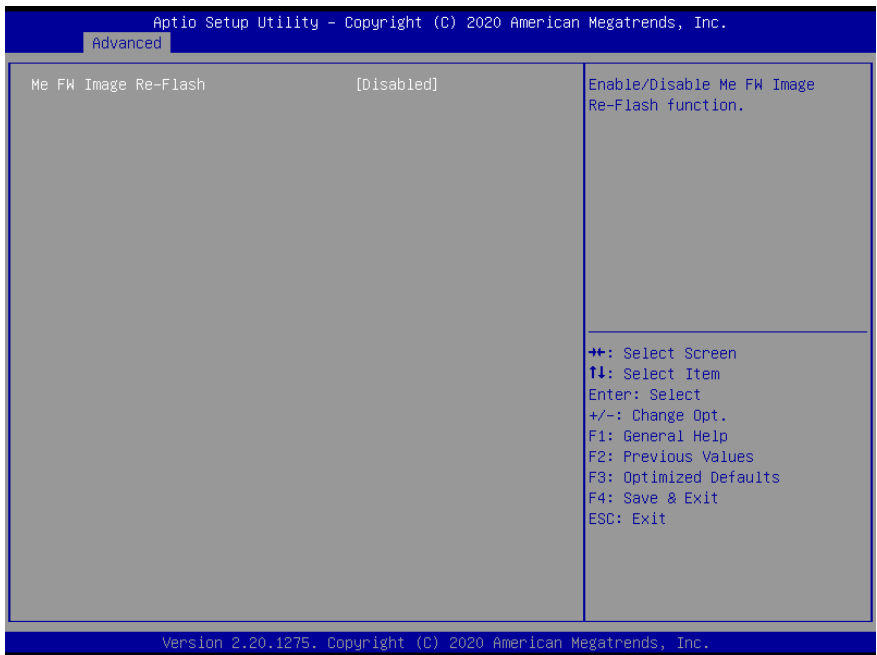 Aptio Setup Utility – Copyright (C) 2020 American Megatrends, Inc.
Advanced
Me FW Image Re-Flash [Disabled]
Enable/Disable Me FW Image
Re-Flash function.
→←: Select Screen
↑↓: Select Item
Enter: Select
+/-: Change Opt.
F1: General Help
F2: Previous Values
F3: Optimized Defaults
F4: Save & Exit
ESC: Exit
Version 2.20.1275. Copyright (C) 2020 American Megatrends, Inc.